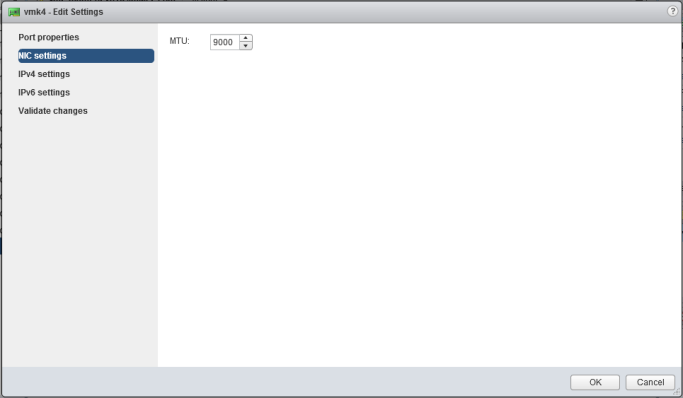 vmk4 - Edit Settings
?
Port properties
NIC settings
IPv4 settings
IPv6 settings
Validate changes
MTU: 9000
OK Cancel